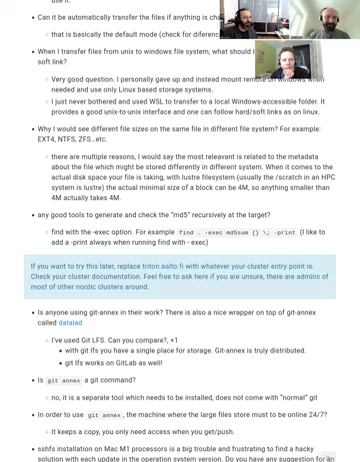 use it.
Can it be automatically transfer the files if anything is
that is basically the default mode (check for
When I transfer files from unix to windows file system, what should I
soft link?
Very good question. I personally gave up and instead mount remote on windows when
needed and use only Linux based storage systems.
I just never bothered and used WSL to transfer to a local Windows-accessible folder. It
provides a good unix-to-unix interface and one can follow hard/soft links as on linux.
Why I would see different file sizes on the same file in different file system? For example:
EXT4, NTFS, ZFS...etc.
there are multiple reasons, I would say the most releavant is related to the metadata
about the file which might be stored differently in different system. When it comes to the
actual disk space your file is taking, with lustre filesystem (usually the /scratch in an HPC
system is lustre) the actual minimal size of a block can be 4M, so anything smaller than
4M actually takes 4M.
any good tools to generate and check the "md5" recursively at the target?
find with the -exec option. For example find . -exec md5sum {} \; -print (I like to
add a -print always when running find with - exec)
If you want to try this later, replace triton.aalto.fi with whatever your cluster entry point is.
Check your cluster documentation. Feel free to ask here if you are unsure, there are admins of
most of other nordic clusters around.
Is anyone using git-annex in their work? There is also a nice wrapper on top of git-annex
called datalad
I've used Git LFS. Can you compare?, +1
with git lfs you have a single place for storage. Git-annex is truly distributed.
git lfs works on GitLab as well!
Is git annex a git command?
no, it is a separate tool which needs to be installed, does not come with "normal" git
In order to use git annex, the machine where the large files store must to be online 24/7?
It keeps a copy, you only need access when you get/push.
sshfs installation on Mac M1 processors is a big trouble and frustrating to find a hacky
solution with each update in the operation system version. Do you have any suggestion for an